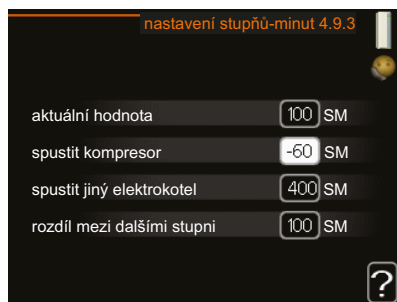 nastavení stupňů-minut 4.9.3
aktuální hodnota 100 SM
spustit kompresor -60 SM
spustit jiný elektrokotel 400 SM
rozdíl mezi dalšími stupni 100 SM
?